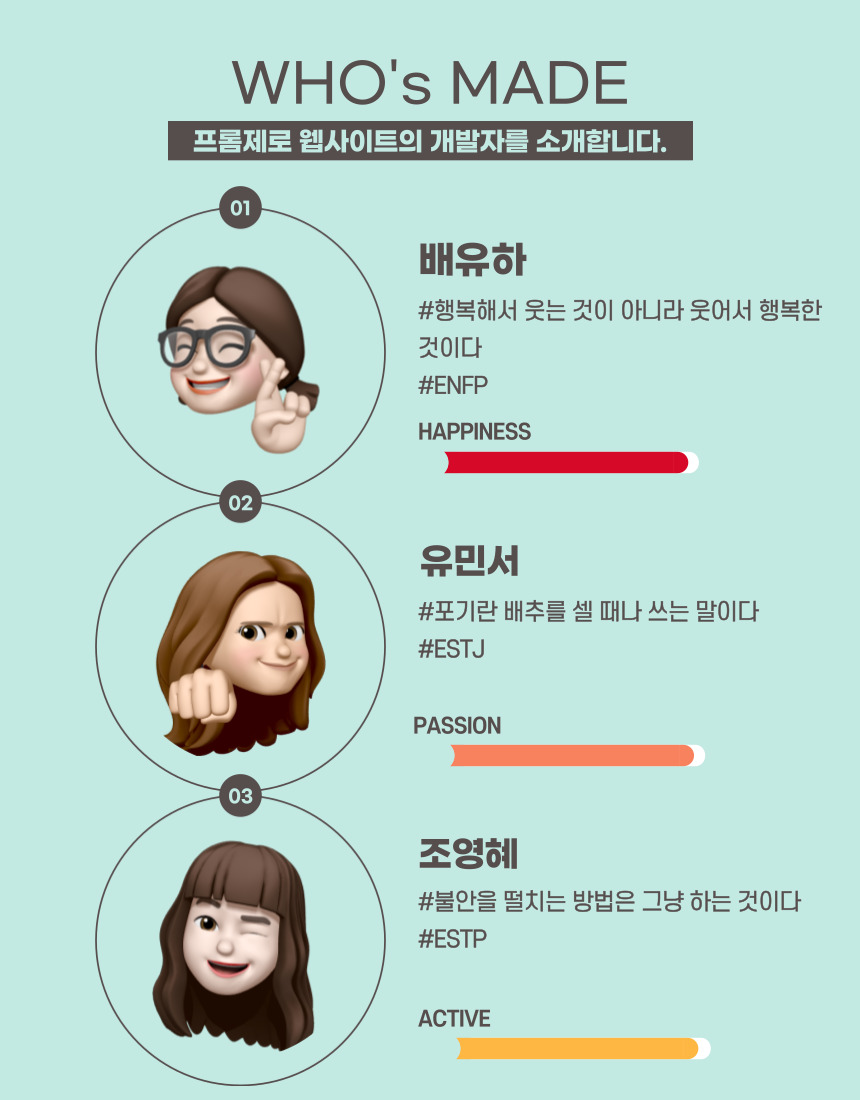 WHO's MADE
프롬제로 웹사이트의 개발자를 소개합니다.
01
배유하
#행복해서 웃는 것이 아니라 웃어서 행복한
것이다
#ENFP
HAPPINESS
02
유민서
#포기란 배추를 셀 때나 쓰는 말이다
#ESTJ
PASSION
03
조영혜
#불안을 떨치는 방법은 그냥 하는 것이다
#ESTP
ACTIVE